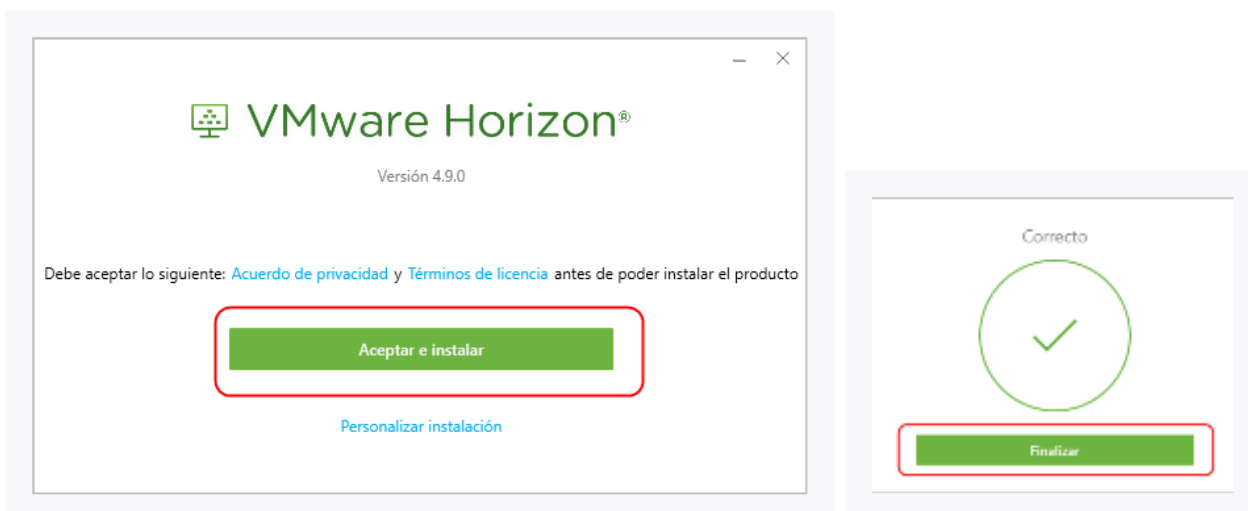 VMware Horizon®
Versión 4.9.0
Debe aceptar lo siguiente: Acuerdo de privacidad y Términos de licencia antes de poder instalar el producto
Aceptar e instalar
Personalizar instalación
Correcto
Finalizar